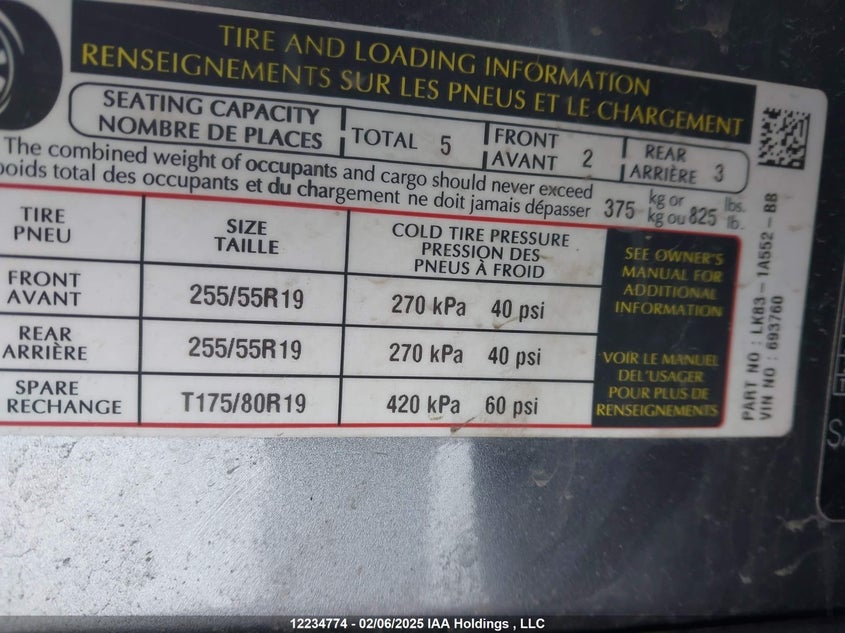 TIRE AND LOADING INFORMATION
RENSEIGNEMENTS SUR LES PNEUS ET LE CHARGEMENT
SEATING CAPACITY
NOMBRE DE PLACES
TOTAL 5
FRONT
AVANT 2
REAR
ARRIÈRE 3
The combined weight of occupants and cargo should never exceed
poids total des occupants et du chargement ne doit jamais dépasser
375 kg or
kg ou 825 lbs.
lb.
TIRE
PNEU
SIZE
TAILLE
COLD TIRE PRESSURE
PRESSION DES
PNEUS À FROID
FRONT
AVANT
255/55R19
270 kPa 40 psi
REAR
ARRIÈRE
255/55R19
270 kPa 40 psi
SPARE
RECHANGE
T175/80R19
420 kPa 60 psi
SEE OWNER'S
MANUAL FOR
ADDITIONAL
INFORMATION
VOIR LE MANUEL
DEL'USAGER
POUR PLUS DE
RENSEIGNEMENTS
PART NO : LK83-1A552-BB
VIN NO : 693760
12234774 - 02/06/2025 IAA Holdings , LLC